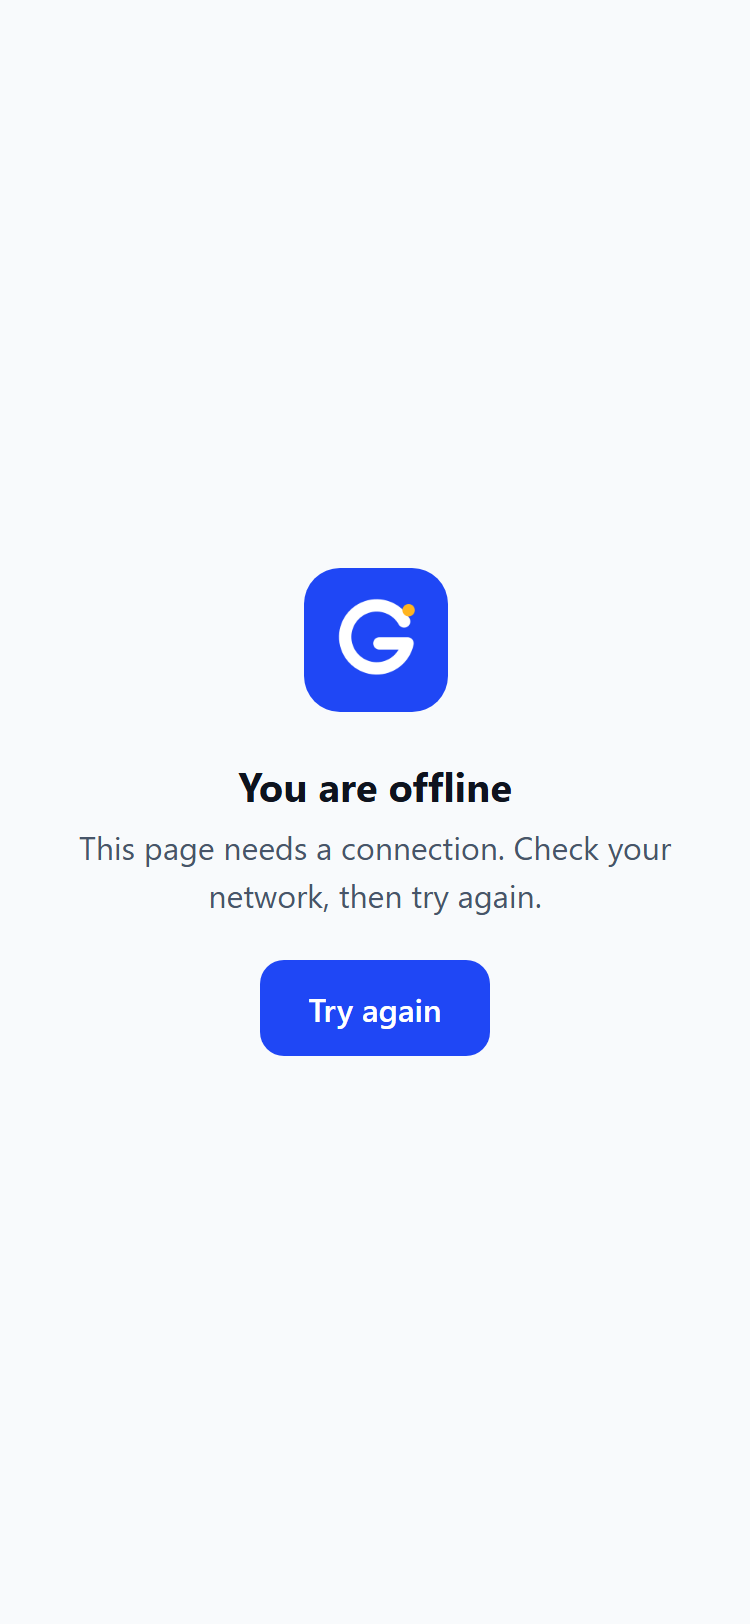 G
You are offline
This page needs a connection. Check your
network, then try again.
Try again